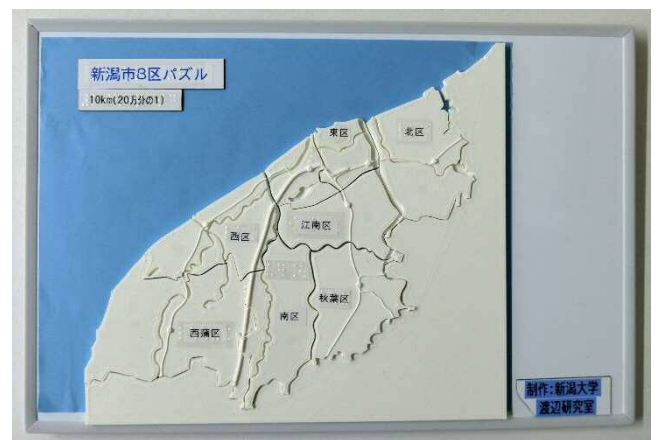 新潟市8区パズル
10km(20万分の1)
東区
北区
江南区
西区
秋葉区
南区
西蒲区
制作:新潟大学
渡辺研究室